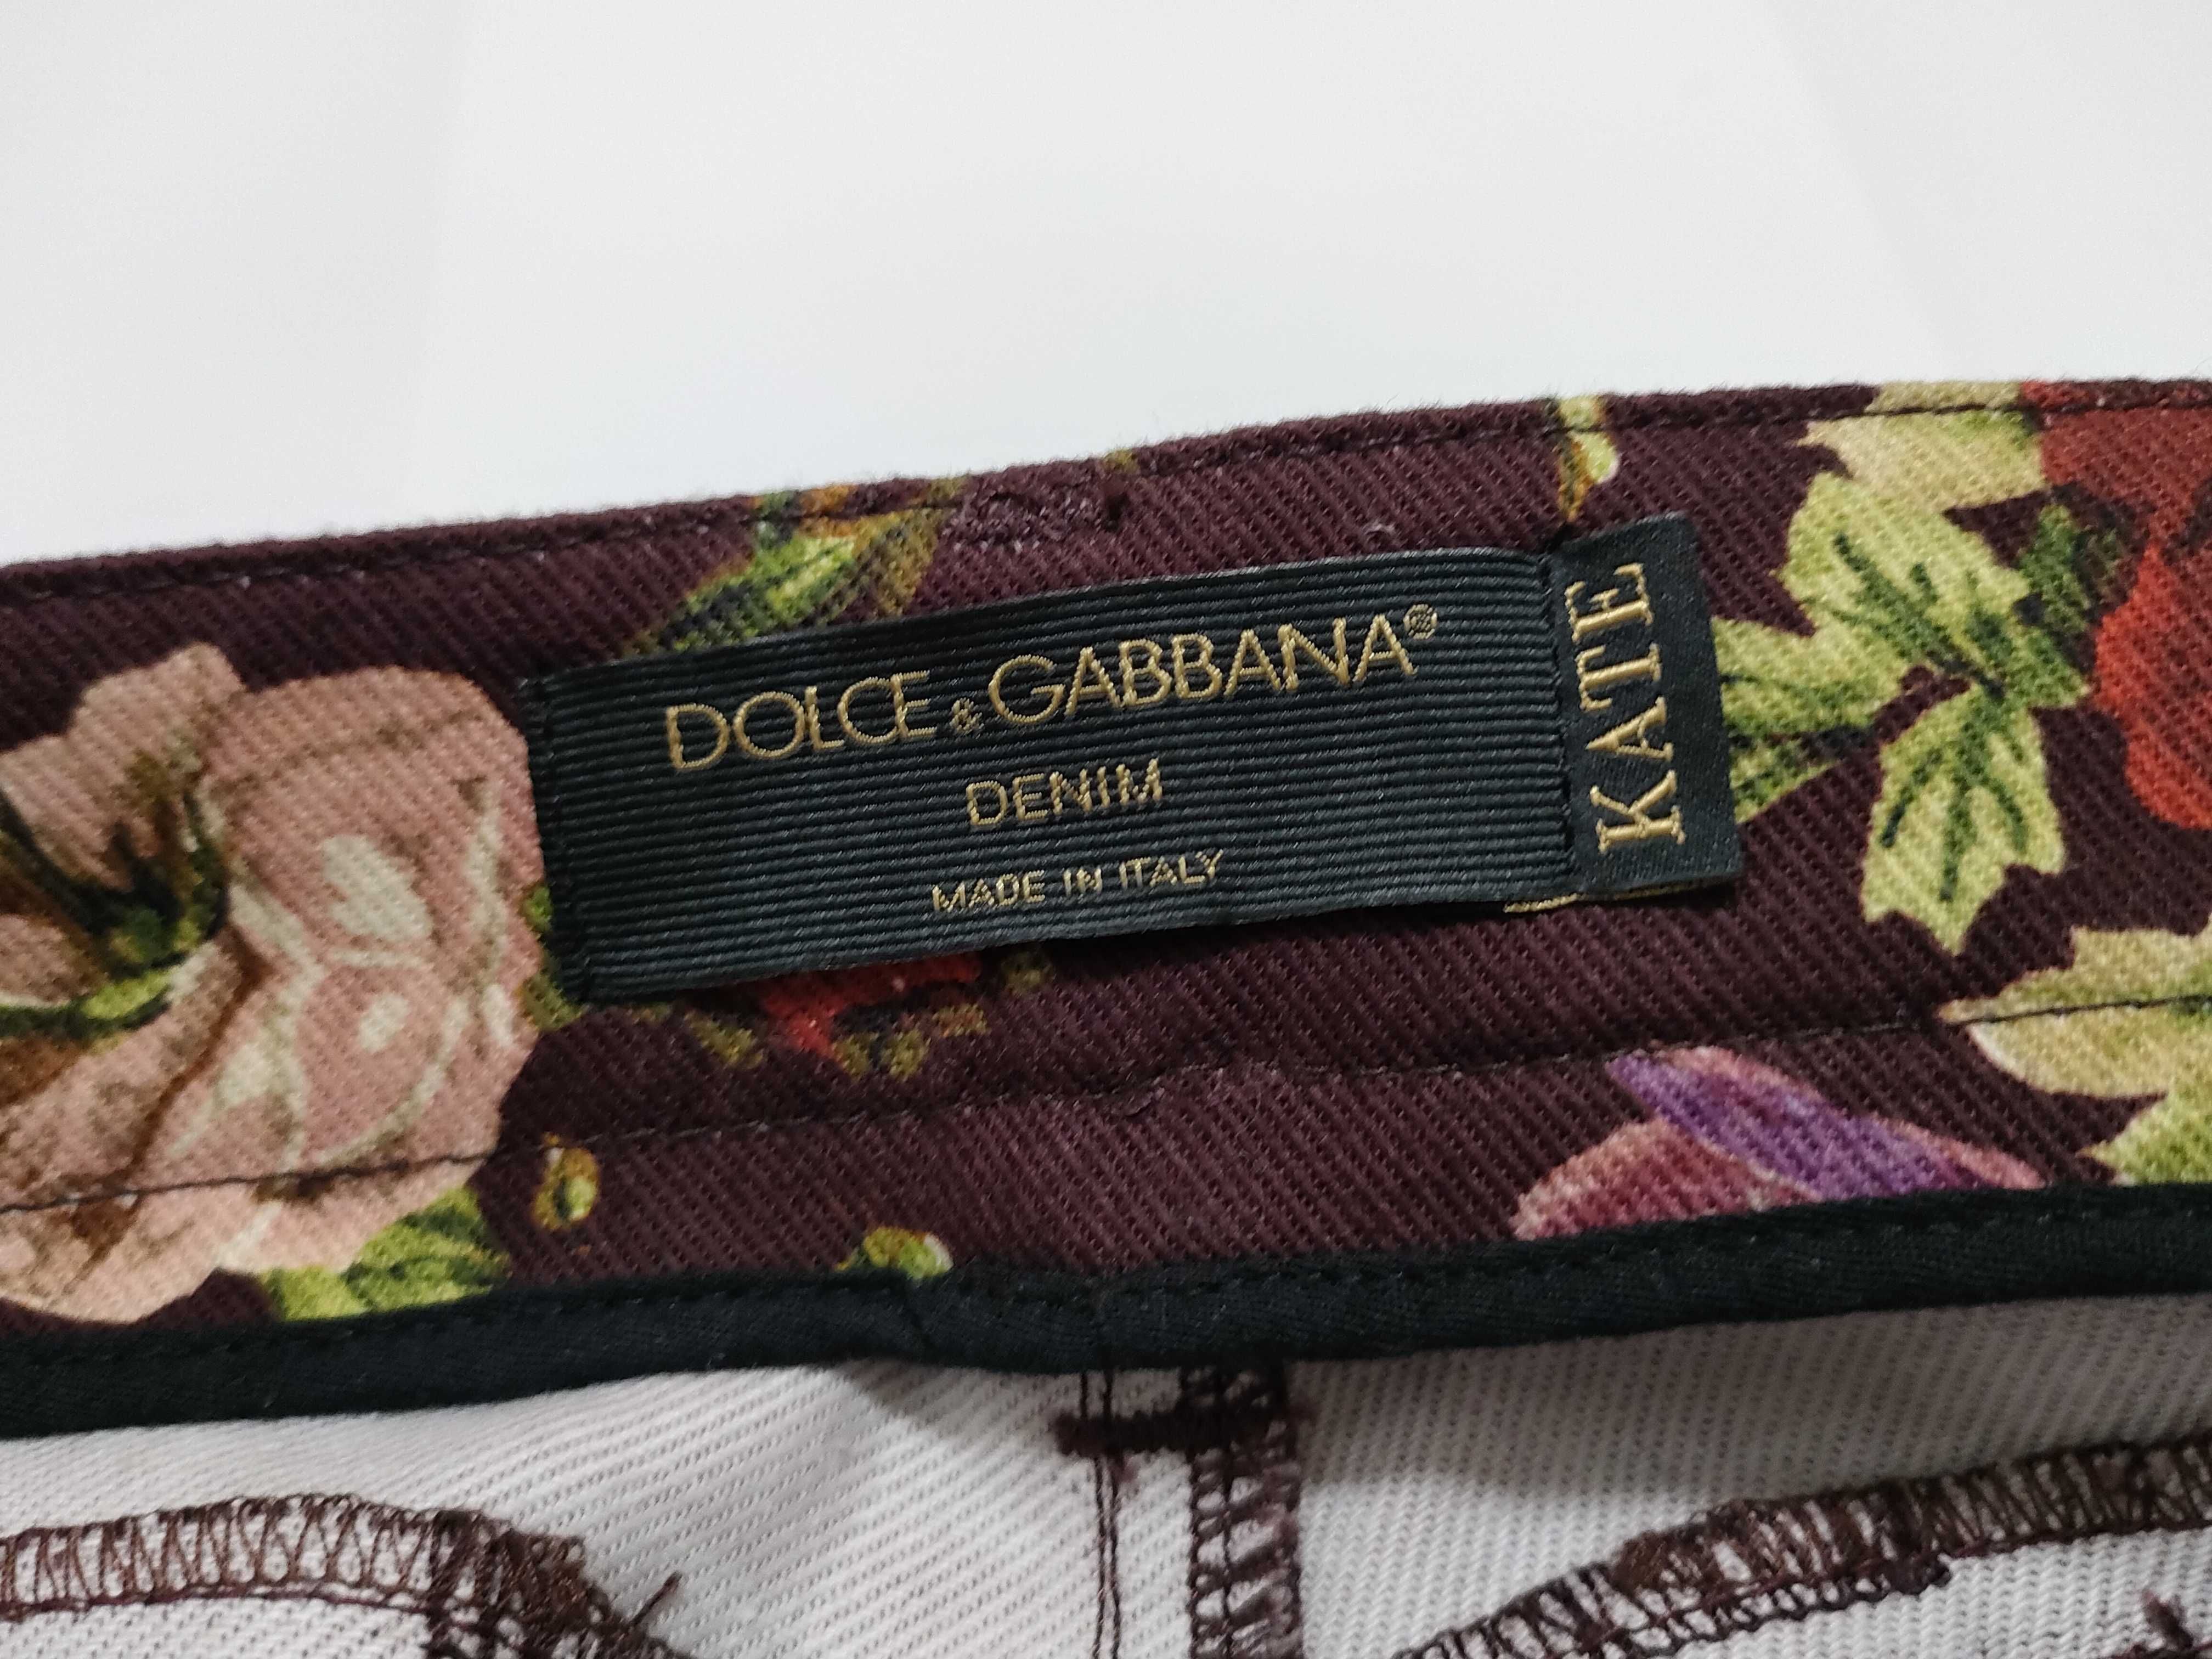 DOLCE & GABBANA®
DENIM
MADE IN ITALY
KATE